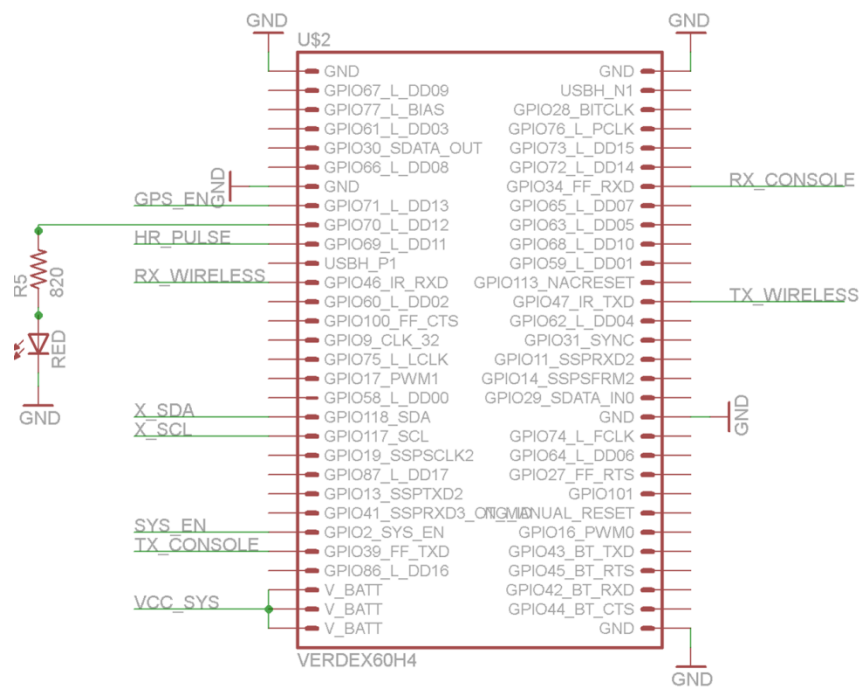 GND
GND
U$2
GND
GPIO67_L_DD09
GPIO77_L_BIAS
GPIO61_L_DD03
GPIO30_SDATA_OUT
GPIO66_L_DD08
GND
GPIO71_L_DD13
GPIO70_L_DD12
GPIO69_L_DD11
USBH_P1
GPIO46_IR_RXD
GPIO60_L_DD02
GPIO100_FF_CTS
GPIO9_CLK_32
GPIO75_L_LCLK
GPIO17_PWM1
GPIO58_L_DD00
GPIO118_SDA
GPIO117_SCL
GPIO19_SSPSCLK2
GPIO87_L_DD17
GPIO13_SSPTXD2
GPIO41_SSPRXD3_ON_MID
GPIO2_SYS_EN
GPIO39_FF_TXD
GPIO86_L_DD16
V_BATT
V_BATT
V_BATT
GND
USBH_N1
GPIO28_BITCLK
GPIO76_L_PCLK
GPIO73_L_DD15
GPIO72_L_DD14
GPIO34_FF_RXD
GPIO65_L_DD07
GPIO63_L_DD05
GPIO68_L_DD10
GPIO59_L_DD01
GPIO113_NACRESET
GPIO47_IR_TXD
GPIO62_L_DD04
GPIO31_SYNC
GPIO11_SSPRXD2
GPIO14_SSPSFRM2
GPIO29_SDATA_IN0
GND
GPIO74_L_FCLK
GPIO64_L_DD06
GPIO27_FF_RTS
GPIO101
GPIO16_PWM0
GPIO43_BT_TXD
GPIO45_BT_RTS
GPIO42_BT_RXD
GPIO44_BT_CTS
GND
GND
GPS_EN
HR_PULSE
RX_WIRELESS
R5
820
RED
GND
X_SDA
X_SCL
SYS_EN
TX_CONSOLE
VCC_SYS
RX_CONSOLE
TX_WIRELESS
GND
VERDEX60H4
GND